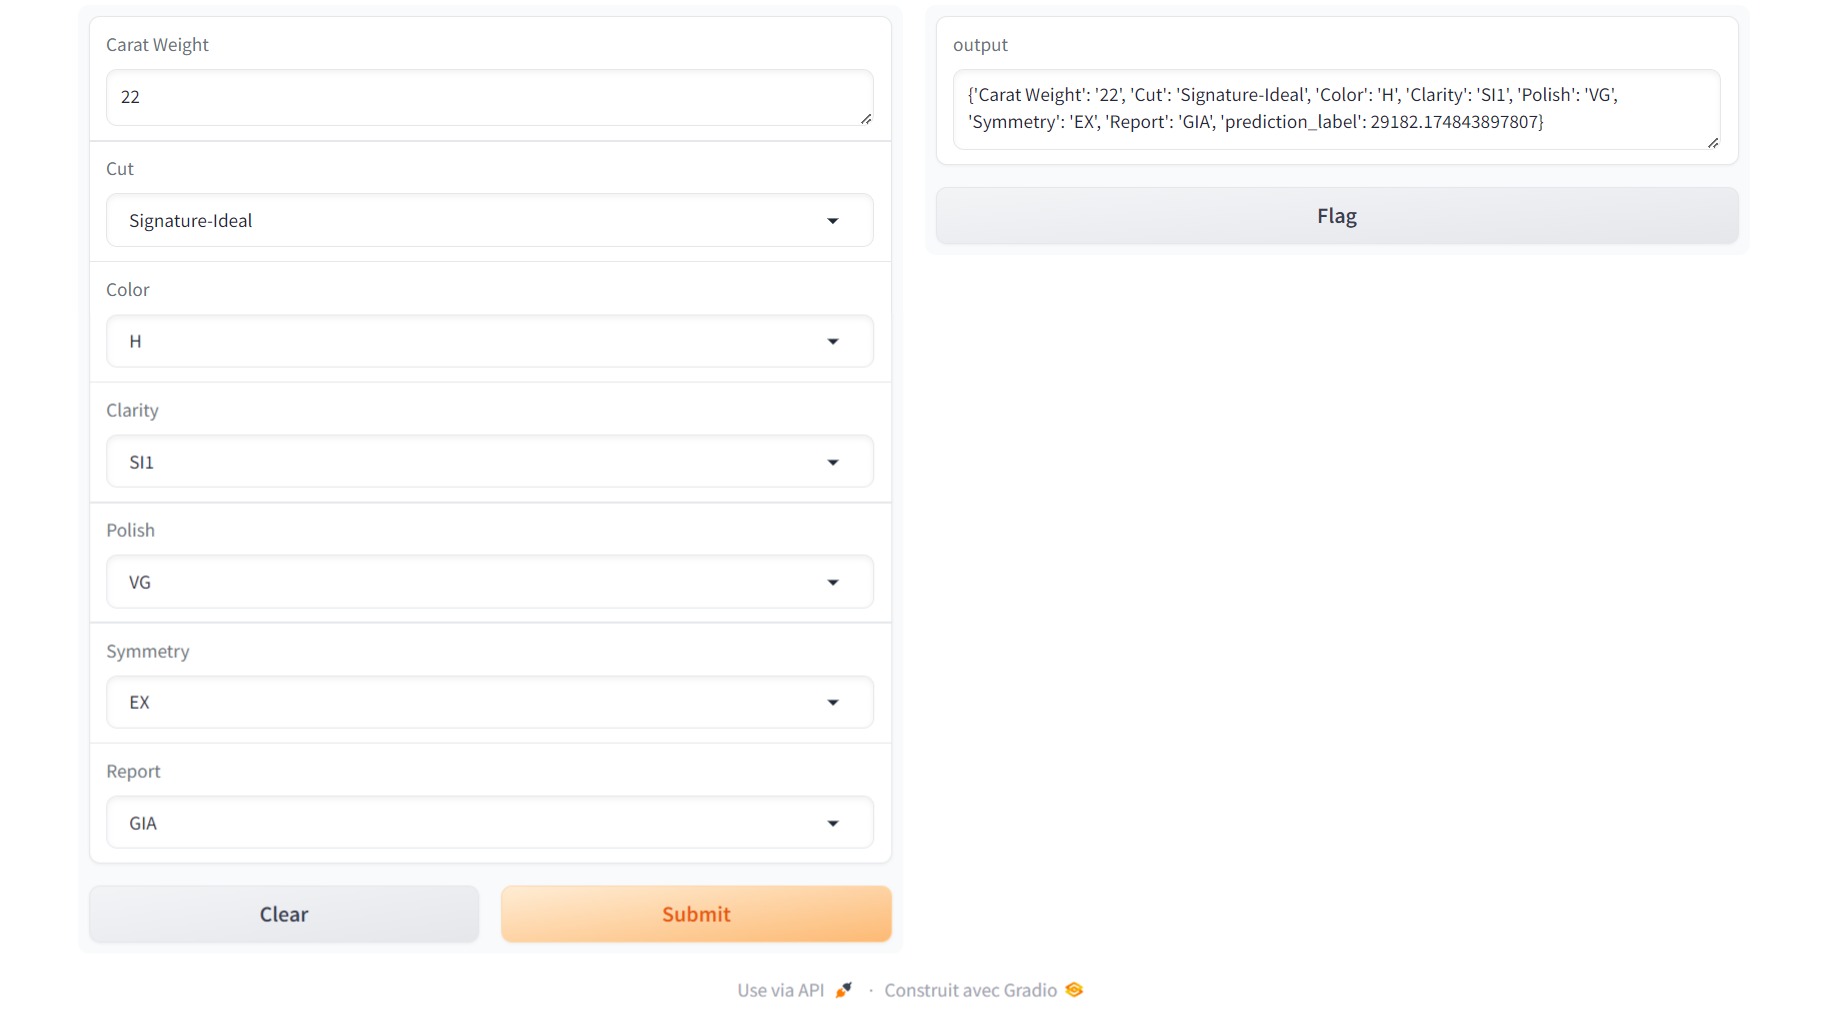 Carat Weight
22
Cut
Signature-Ideal
Color
H
Clarity
SI1
Polish
VG
Symmetry
EX
Report
GIA
Clear
Submit
output
{'Carat Weight': '22', 'Cut': 'Signature-Ideal', 'Color': 'H', 'Clarity': 'SI1', 'Polish': 'VG',
'Symmetry': 'EX', 'Report': 'GIA', 'prediction_label': 29182.174843897807}
Flag
Use via API · Construit avec Gradio